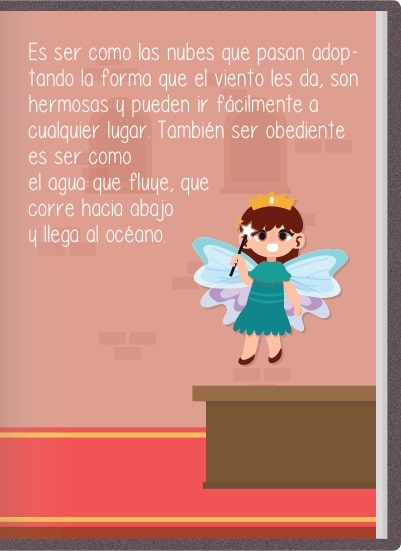 Es ser como las nubes que pasan adop-
tando la forma que el viento les da, son
hermosas y pueden ir fácilmente a
cualquier lugar. También ser obediente
es ser como
el agua que fluye, que
corre hacia abajo
y llega al océano.